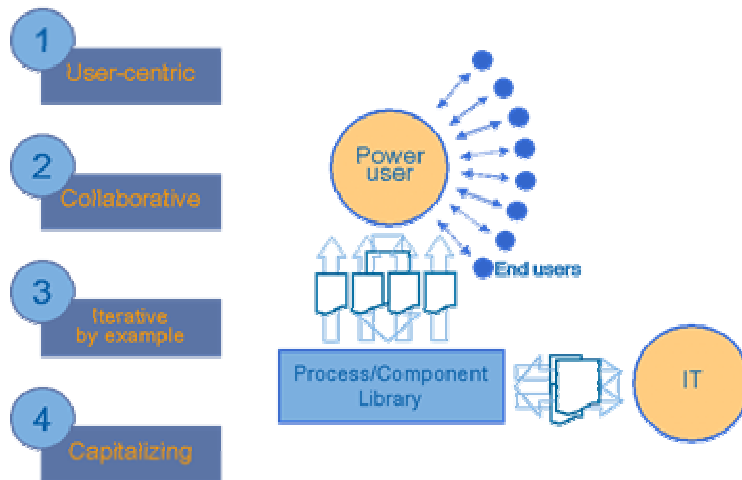 1
User-centric
2
Collaborative
3
Iterative
by example
4
Capitalizing
Power
user
End users
Process/Component
Library
IT